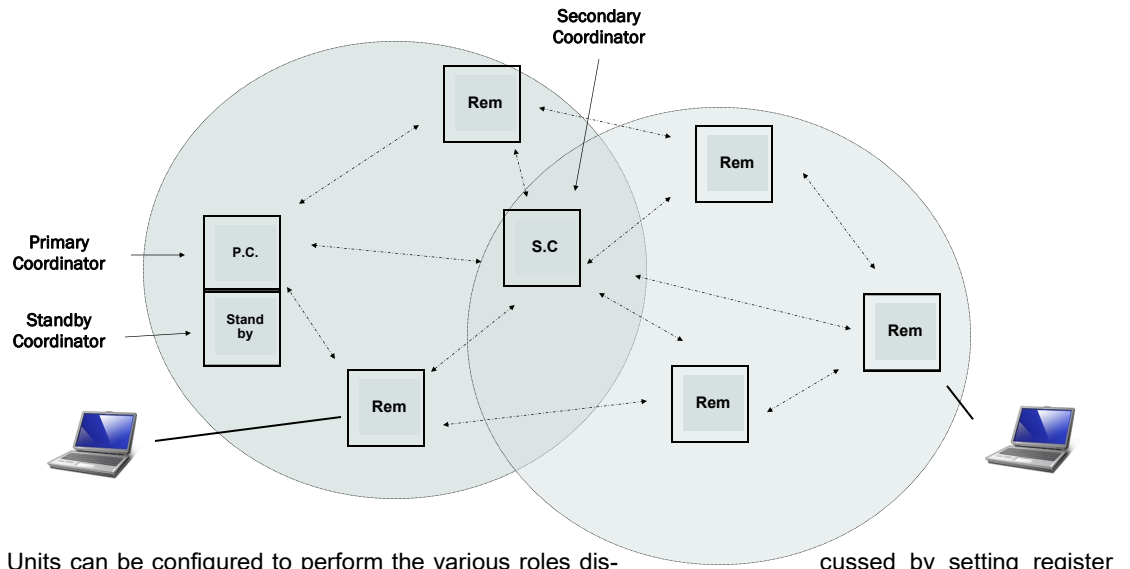 Secondary
Coordinator
Rem
Rem
P.C.
S.C
Primary
Coordinator
Stand
by
Standby
Coordinator
Rem
Rem
Rem
Units can be configured to perform the various roles dis-
cussed by setting register